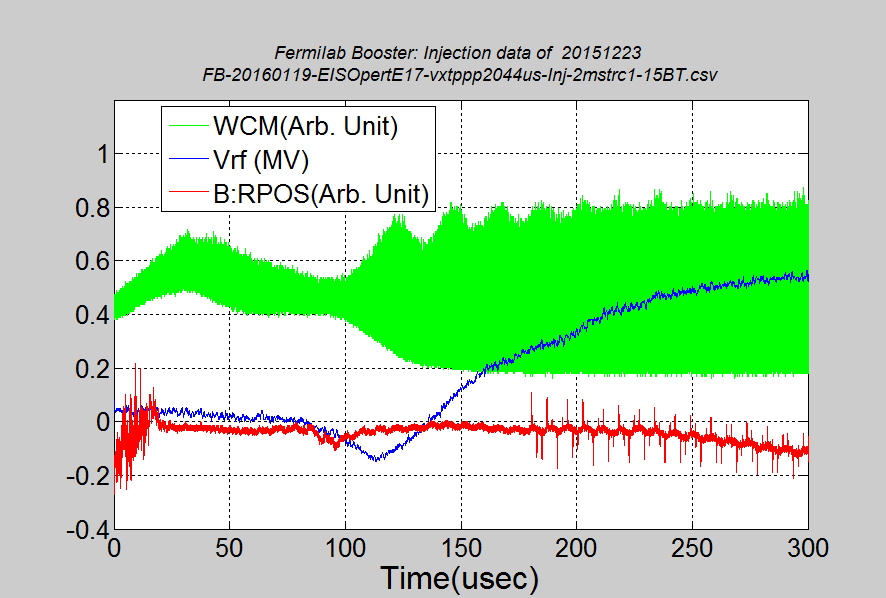 Fermilab Booster: Injection data of 20151223
FB-20160119-EISOpertE17-vxtppp2044us-Inj-2mstrc1-15BT.csv
WCM(Arb. Unit)
Vrf (MV)
B:RPOS(Arb. Unit)
1
0.8
0.6
0.4
0.2
0
-0.2
-0.4
0 50 100 150 200 250 300
Time(usec)